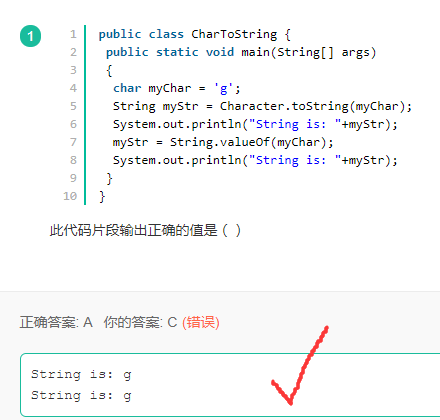 1
1 public class CharToString {
2 public static void main(String[] args)
3 {
4 char myChar = 'g';
5 String myStr = Character.toString(myChar);
6 System.out.println("String is: "+myStr);
7 myStr = String.valueOf(myChar);
8 System.out.println("String is: "+myStr);
9 }
10 }
此代码片段输出正确的值是 ( )
正确答案: A 你的答案: C (错误)
String is: g
String is: g